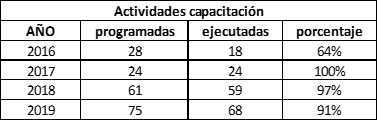 Actividades capacitación
AÑO programadas ejecutadas porcentaje
2016 28 18 64%
2017 24 24 100%
2018 61 59 97%
2019 75 68 91%